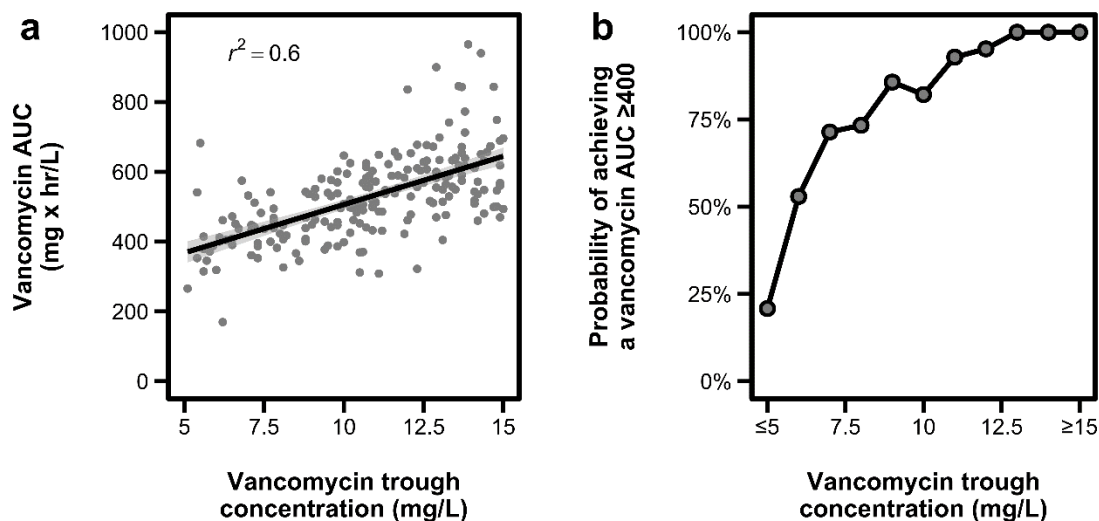 a
r² = 0.6
Vancomycin AUC
(mg x hr/L)
1000
800
600
400
200
0
5
7.5
10
12.5
15
Vancomycin trough
concentration (mg/L)
b
Probability of achieving
a vancomycin AUC ≥400
100%
75%
50%
25%
0%
≤5
7.5
10
12.5
≥15
Vancomycin trough
concentration (mg/L)